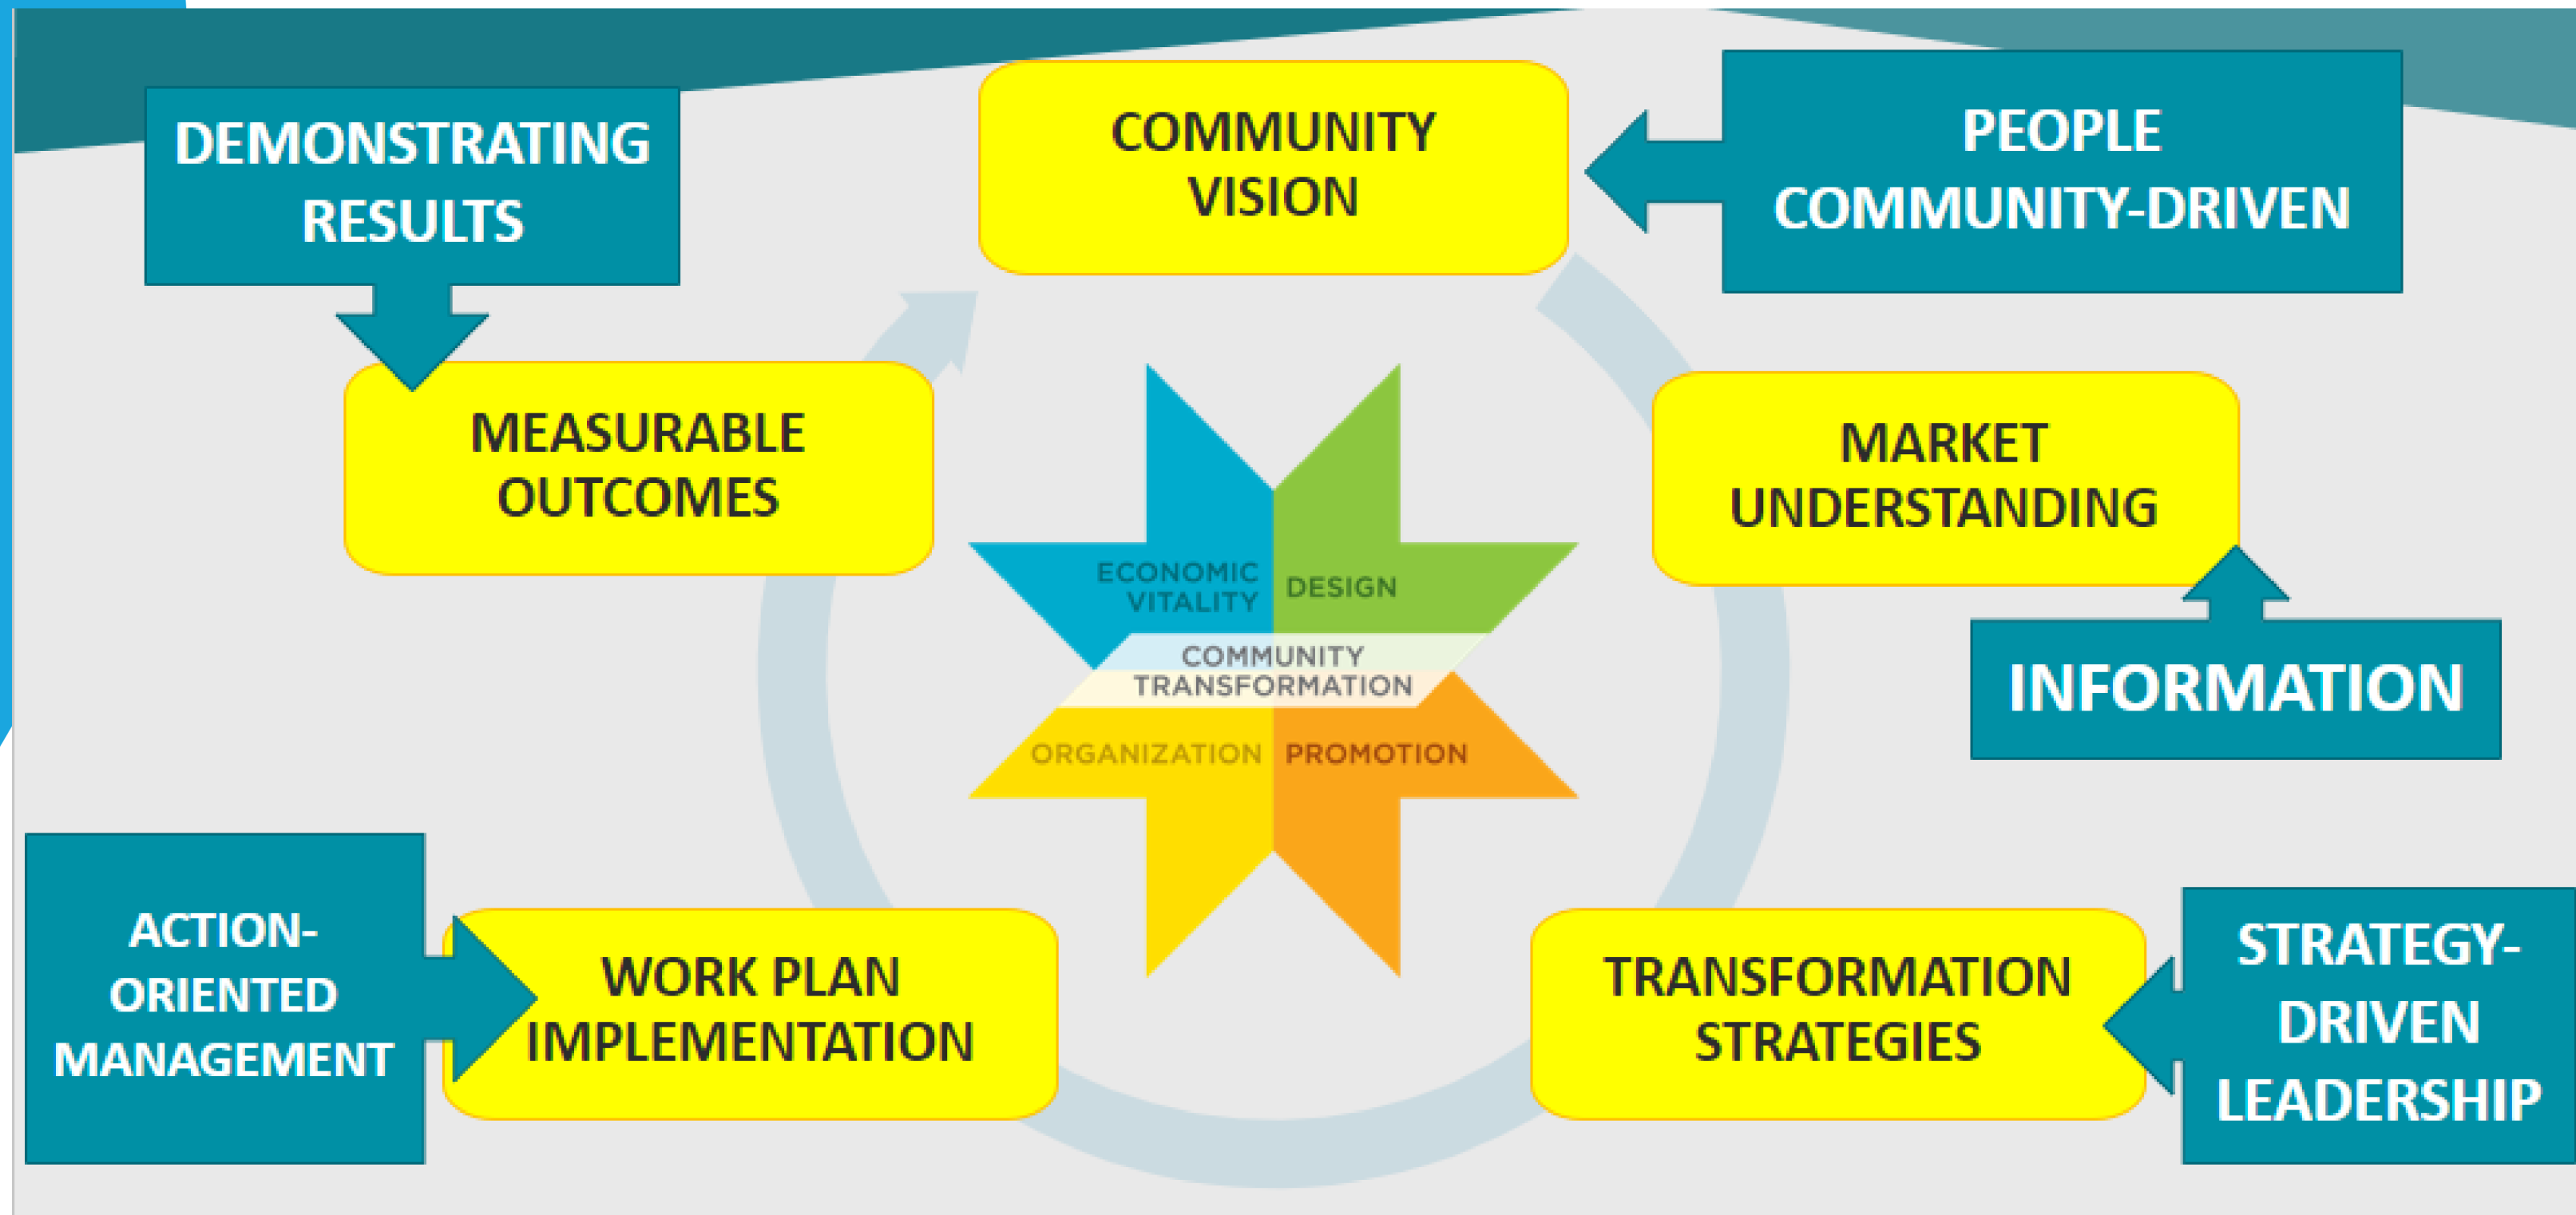 DEMONSTRATING
RESULTS
COMMUNITY
VISION
PEOPLE
COMMUNITY-DRIVEN
MEASURABLE
OUTCOMES
MARKET
UNDERSTANDING
ECONOMIC
VITALITY
DESIGN
COMMUNITY
TRANSFORMATION
ORGANIZATION
PROMOTION
INFORMATION
ACTION-
ORIENTED
MANAGEMENT
WORK PLAN
IMPLEMENTATION
TRANSFORMATION
STRATEGIES
STRATEGY-
DRIVEN
LEADERSHIP